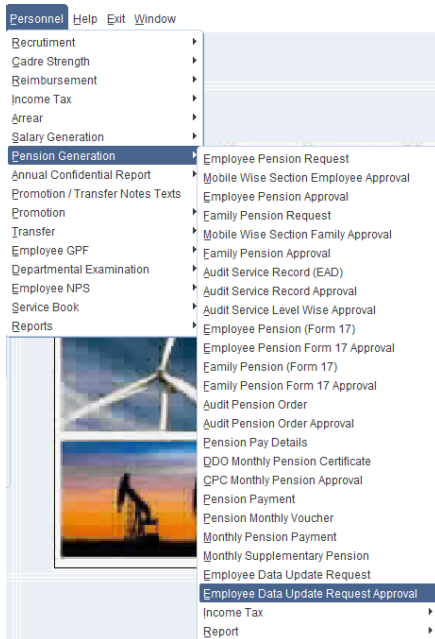 Personnel Help Exit Window
Recrutiment
Cadre Strength
Reimbursement
Income Tax
Arrear
Salary Generation
Pension Generation
Annual Confidential Report
Promotion / Transfer Notes Texts
Promotion
Transfer
Employee GPF
Departmental Examination
Employee NPS
Service Book
Reports
Employee Pension Request
Mobile Wise Section Employee Approval
Employee Pension Approval
Family Pension Request
Mobile Wise Section Family Approval
Family Pension Approval
Audit Service Record (EAD)
Audit Service Record Approval
Audit Service Level Wise Approval
Employee Pension (Form 17)
Employee Pension Form 17 Approval
Family Pension (Form 17)
Family Pension Form 17 Approval
Audit Pension Order
Audit Pension Order Approval
Pension Pay Details
DDO Monthly Pension Certificate
CPC Monthly Pension Approval
Pension Payment
Pension Monthly Voucher
Monthly Pension Payment
Monthly Supplementary Pension
Employee Data Update Request
Employee Data Update Request Approval
Income Tax
Report